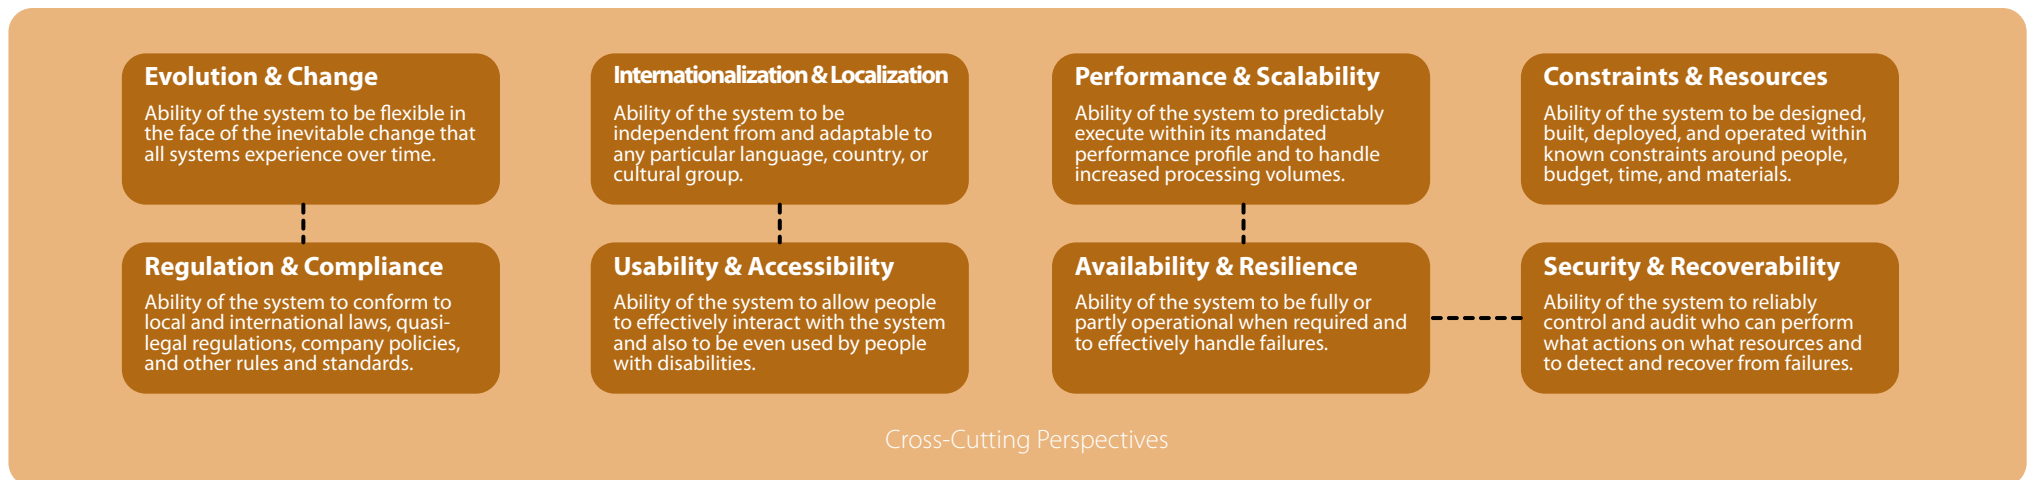 Evolution & Change
Ability of the system to be flexible in
the face of the inevitable change that
all systems experience over time.
Internationalization & Localization
Ability of the system to be
independent from and adaptable to
any particular language, country, or
cultural group.
Performance & Scalability
Ability of the system to predictably
execute within its mandated
performance profile and to handle
increased processing volumes.
Constraints & Resources
Ability of the system to be designed,
built, deployed, and operated within
known constraints around people,
budget, time, and materials.
Regulation & Compliance
Ability of the system to conform to
local and international laws, quasi-
legal regulations, company policies,
and other rules and standards.
Usability & Accessibility
Ability of the system to allow people
to effectively interact with the system
and also to be even used by people
with disabilities.
Availability & Resilience
Ability of the system to be fully or
partly operational when required and
to effectively handle failures.
Security & Recoverability
Ability of the system to reliably
control and audit who can perform
what actions on what resources and
to detect and recover from failures.
Cross-Cutting Perspectives